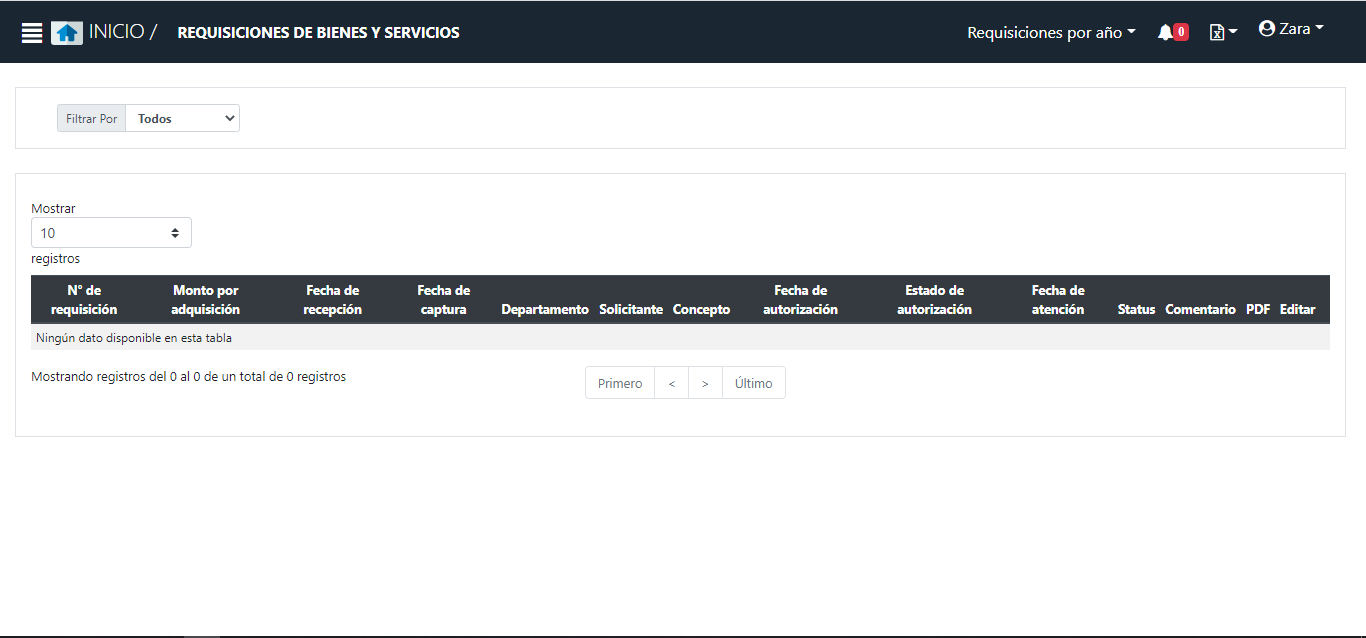 INICIO / REQUISICIONES DE BIENES Y SERVICIOS Requisiciones por año 0 Zara
Filtrar Por Todos
Mostrar
10
registros
N° de requisición Monto por adquisición Fecha de recepción Fecha de captura Departamento Solicitante Concepto Fecha de autorización Estado de autorización Fecha de atención Status Comentario PDF Editar
Ningún dato disponible en esta tabla
Mostrando registros del 0 al 0 de un total de 0 registros Primero < > Último